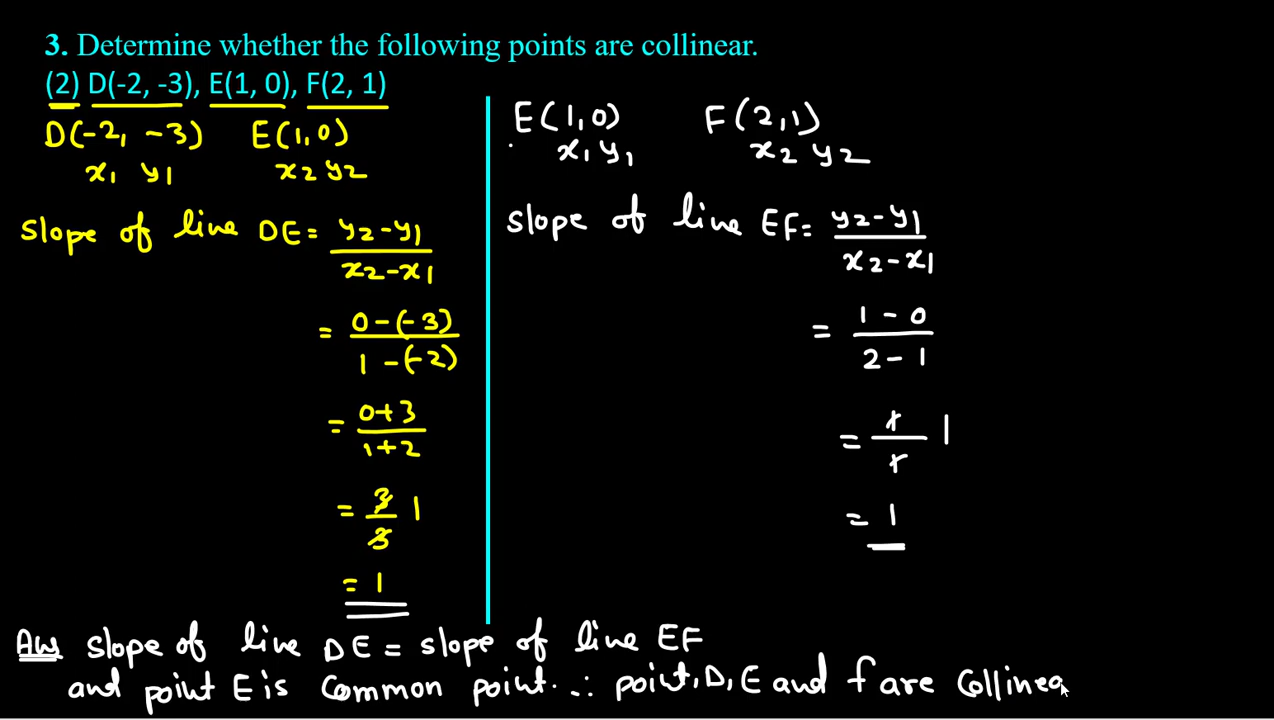 3. Determine whether the following points are collinear.
(2) D(-2, -3), E(1, 0), F(2, 1)
D(-2, -3) E(1,0)
x1 y1 x2 y2
Slope of line DE = y2-y1
x2-x1
= 0-(-3)
1-(-2)
= 0+3
1+2
= 3 1
3
= 1
E(1,0) F(2,1)
x1 y1 x2 y2
Slope of line EF = y2-y1
x2-x1
= 1-0
2-1
= 1 1
1
= 1
Ans Slope of line DE = slope of line EF
and point E is common point. ∴ point, D, E and f are Collinea